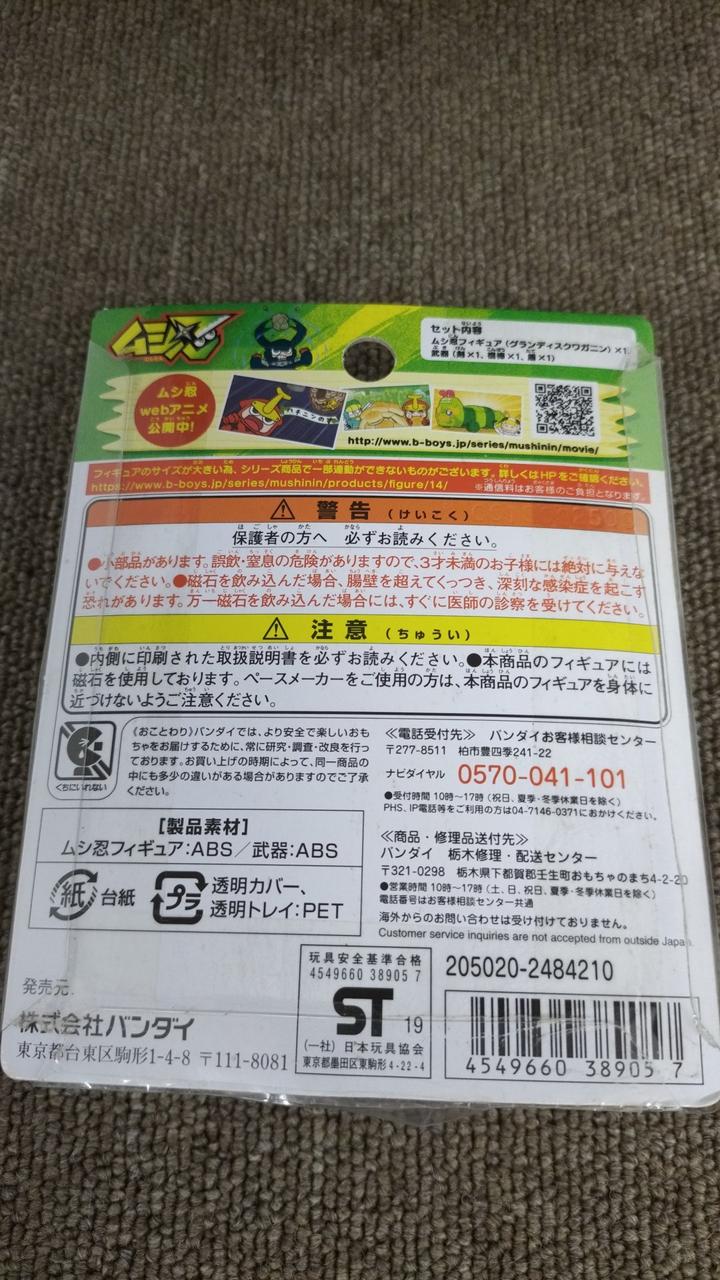 ムシ忍
セット内容
ムシ忍フィギュア(グランディスクワガニン)×1、
武器(剣×1、棍棒×1、盾×1)
ムシ忍
webアニメ
公開中!
http://www.b-boys.jp/series/mushinin/movie/
フィギュアのサイズが大きい為、シリーズ商品で一部連動ができないものがございます。詳しくはHPをご確認ください。
https://www.b-boys.jp/series/mushinin/products/figure/14/ ※通信料はお客様のご負担となります。
警告(けいこく)
保護者の方へ 必ずお読みください。
●小部品があります。誤飲・窒息の危険がありますので、3才未満のお子様には絶対に与えな
いでください。●磁石を飲み込んだ場合、腸壁を超えてくっつき、深刻な感染症を起こす
恐れがあります。万一磁石を飲み込んだ場合には、すぐに医師の診察を受けてください。
注意(ちゅうい)
●内側に印刷された取扱説明書を必ずお読みください。●本商品のフィギュアには
磁石を使用しております。ペースメーカーをご使用の方は、本商品のフィギュアを身体に
近づけないようご注意ください。
くちにいれない
《おことわり》バンダイでは、より安全で楽しいおも
ちゃをお届けするために、常に研究・調査・改良を行っ
ております。お買い上げの時期によって、同一商品の
中にも多少の違いがある場合がありますのでご了承
ください。
≪電話受付先≫ バンダイお客様相談センター
〒277-8511 柏市豊四季241-22
ナビダイヤル 0570-041-101
●受付時間 10時〜17時(祝日、夏季・冬季休業日を除く)
PHS、IP電話等をご利用の方は04-7146-0371におかけください。
≪商品・修理品送付先≫
バンダイ 栃木修理・配送センター
〒321-0298 栃木県下都賀郡壬生町おもちゃのまち4-2-20
●営業時間 10時〜17時(土、日、祝日、夏季・冬季休業日を除く)
電話番号はお客様相談センター共通
海外からのお問い合わせは受け付けておりません。
Customer service inquiries are not accepted from outside Japan.
【製品素材】
ムシ忍フィギュア:ABS/武器:ABS
紙 台紙
プラ 透明カバー、
透明トレイ:PET
発売元
株式会社バンダイ
東京都台東区駒形1-4-8 〒111-8081
玩具安全基準合格
4549660 38905 7
ST 19
(一社) 日本玩具協会
東京都墨田区東駒形4-22-4
205020-2484210
4549660 38905 7